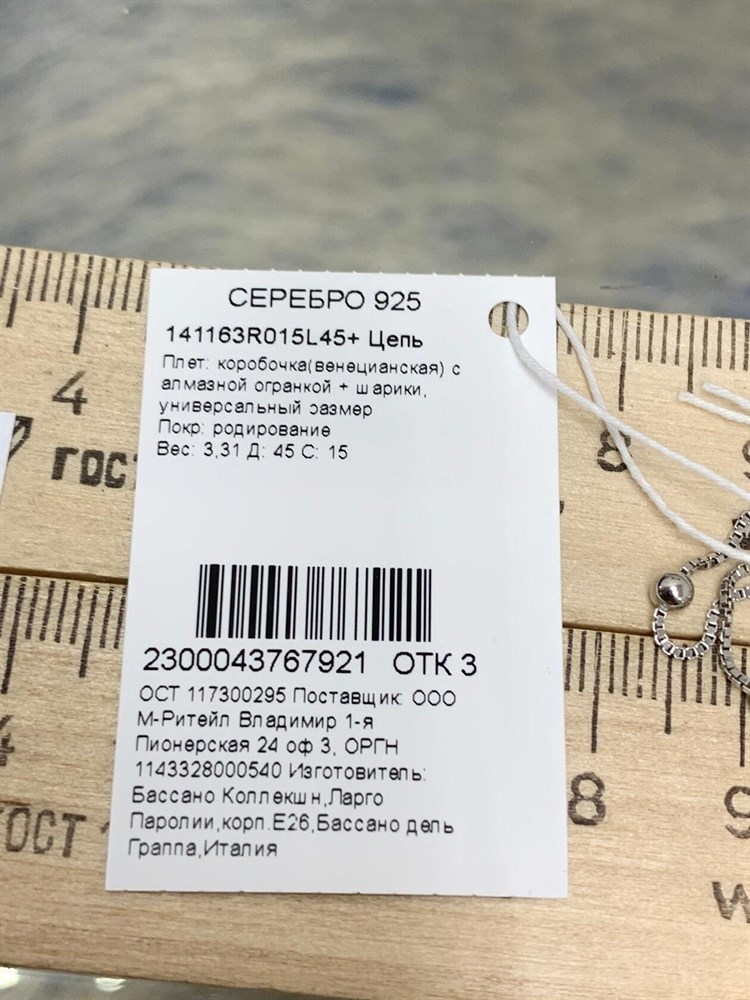 СЕРЕБРО 925
141163R015L45+ Цепь
Плет: коробочка(венецианская) с
алмазной огранкой + шарики,
универсальный размер
Покр: родирование
Вес: 3,31 Д: 45 С: 15
2300043767921 ОТК 3
ОСТ 117300295 Поставщик: ООО
М-Ритейл Владимир 1-я
Пионерская 24 оф 3, ОРГН
1143328000540 Изготовитель:
Бассано Коллекшн,Ларго
Паролии,корп.Е26,Бассано дель
Граппа,Италия
4
8
ГОС
4
8
9
ГОСТ